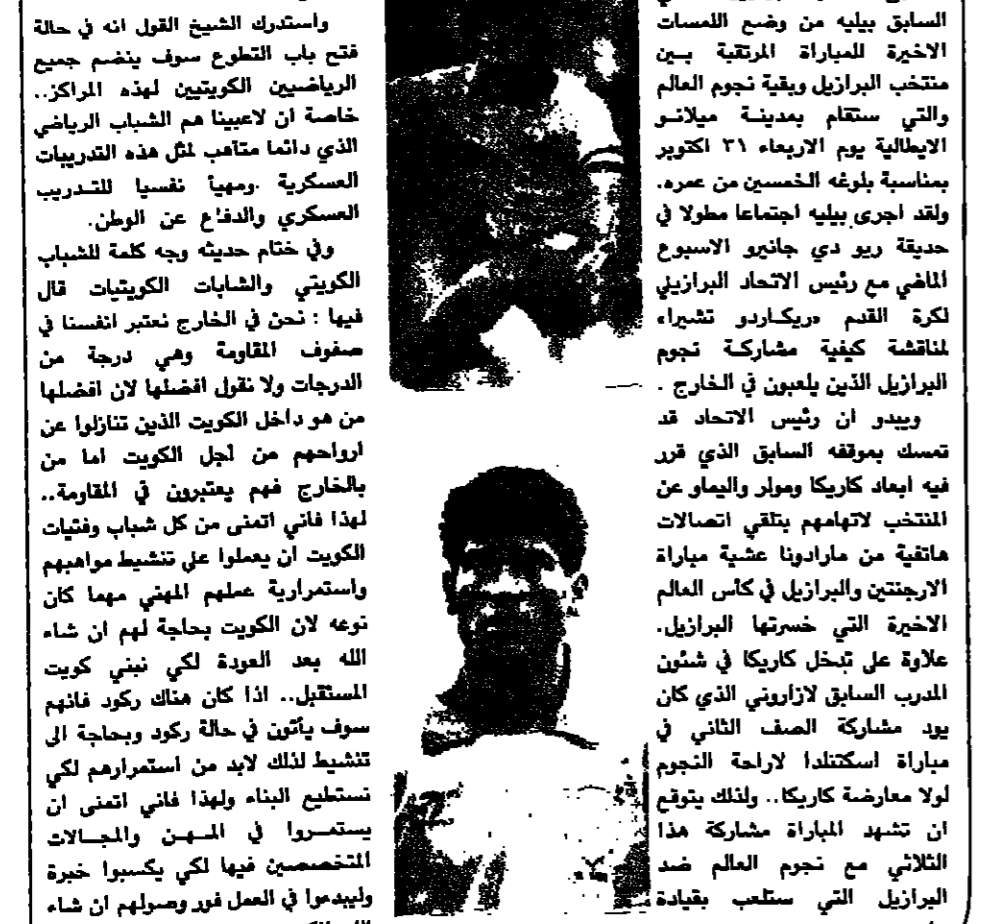 السابق بيليه من وضع اللمسات
الاخيرة للمباراة المرتقبة بين
منتخب البرازيل وبقية نجوم العالم
والتي ستقام بمدينة ميلانو
الايطالية يوم الاربعاء ٣١ اكتوبر
بمناسبة بلوغه الخمسين من عمره.
ولقد اجرى بيليه اجتماعا مطولا في
حديقة ريو دي جانيرو الاسبوع
الماضي مع رئيس الاتحاد البرازيني
لكرة القدم «ريكاردو تشيراء
لمناقشة كيفية مشاركة نجوم
البرازيل الذين يلعبون في الخارج .
ويبدو ان رئيس الاتحاد قد
تمسك بموقفه السابق الذي قرر
فيه ابعاد كاريكا ومولر واليماو عن
المنتخب لاتهامهم بتلقي اتصالات
هاتفية من مارادونا عشية مباراة
الارجنتين والبرازيل في كأس العالم
الاخيرة التي خسرتها البرازيل.
علاوة على تدخل كاريكا في شئون
المدرب السابق لازاروني الذي كان
يود مشاركة الصف الثاني في
مباراة اسكتلندا لاراحة النجوم
لولا معارضة كاريكا.. ولذلك يتوقع
ان تشهد المباراة مشاركة هذا
الثلاثي مع نجوم العالم ضد
البرازيل التي ستلعب بقيادة
واستدرك الشيخ القول انه في حالة
فتح باب التطوع سوف ينضم جميع
الرياضيين الكويتيين لهذه المراكز..
خاصة ان لاعبينا هم الشباب الرياضي
الذي دائما متأهب لمثل هذه التدريبات
العسكرية ومهيأ نفسيا للتدريب
العسكري والدفاع عن الوطن.
وفي ختام حديثه وجه كلمة للشباب
الكويتي والشابات الكويتيات قال
فيها : نحن في الخارج نعتبر انفسنا في
صفوف المقاومة وهي درجة من
الدرجات ولا نقول افضلها لان افضلها
من هو داخل الكويت الذين تنازلوا عن
ارواحهم من أجل الكويت اما من
بالخارج فهم يعتبرون في المقاومة..
لهذا فاني اتمنى من كل شباب وفتيات
الكويت ان يعملوا على تنشيط مواهبهم
واستمرارية عملهم المهني مهما كان
نوعه لان الكويت بحاجة لهم ان شاء
الله بعد العودة لكي نبني كويت
المستقبل.. اذا كان هناك ركود فانهم
سوف يأتون في حالة ركود وبحاجة الى
تنشيط لذلك لابد من استمرارهم لكي
نستطيع البناء ولهذا فاني اتمنى ان
يستمروا في المهن والمجالات
المتخصصين فيها لكي يكسبوا خبرة
وليبدعوا في العمل فور وصولهم ان شاء